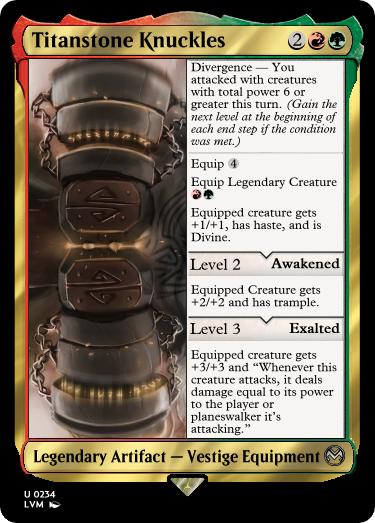 Titanstone Knuckles 2
Divergence — You
attacked with creatures
with total power 6 or
greater this turn. (Gain the
next level at the beginning of
each end step if the condition
was met.)
Equip 4
Equip Legendary Creature
Equipped creature gets
+1/+1, has haste, and is
Divine.
Level 2 Awakened
Equipped Creature gets
+2/+2 and has trample.
Level 3 Exalted
Equipped creature gets
+3/+3 and “Whenever this
creature attacks, it deals
damage equal to its power
to the player or
planeswalker it’s
attacking.”
Legendary Artifact — Vestige Equipment
U 0234
LVM